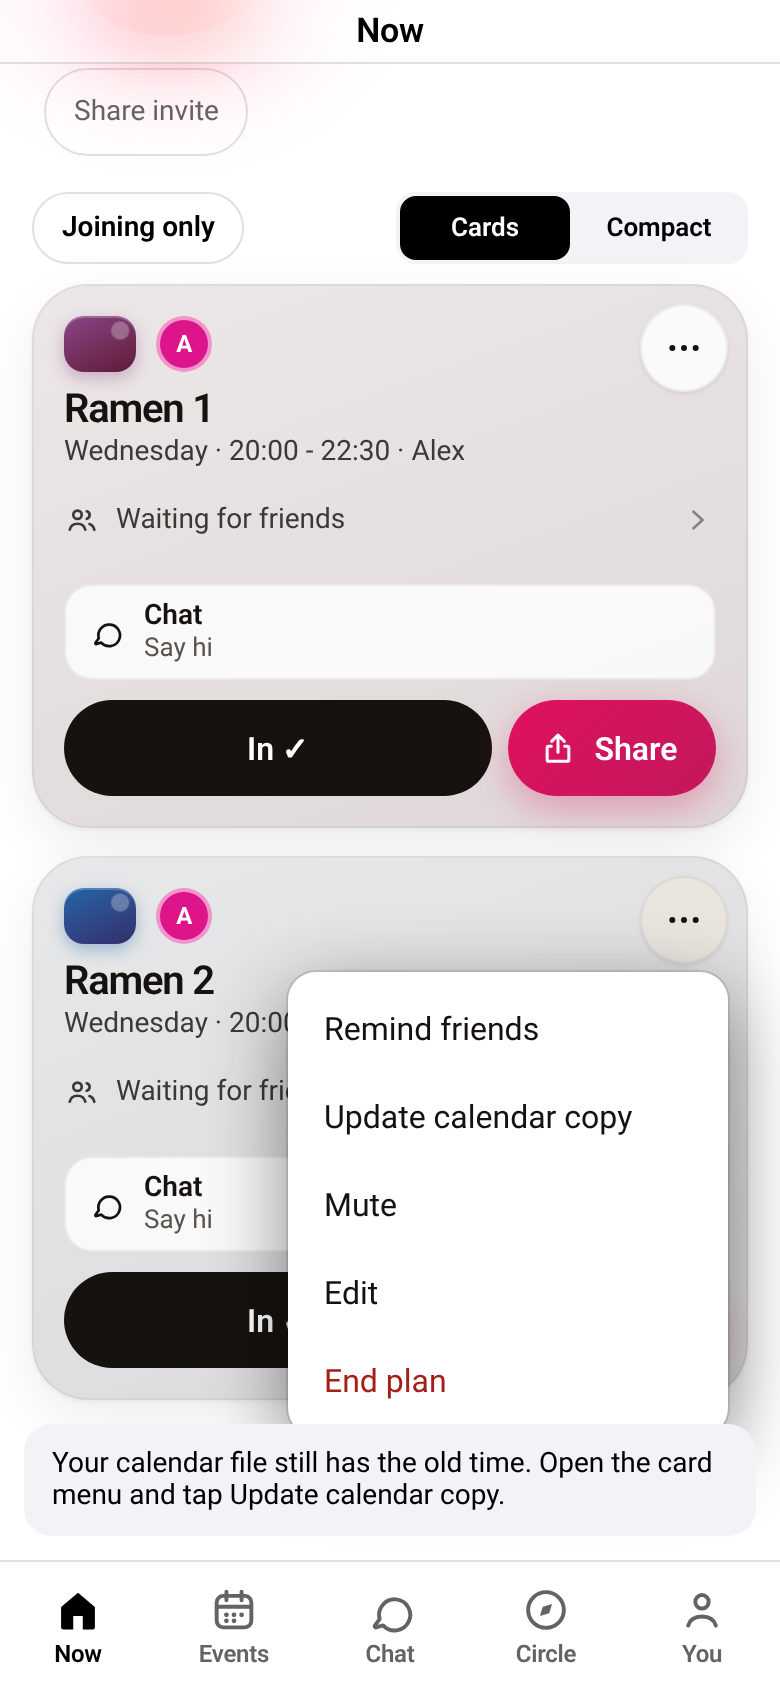 Now
Share invite
Joining only
Cards
Compact
A
Ramen 1
Wednesday · 20:00 - 22:30 · Alex
Waiting for friends
Chat
Say hi
In ✓
Share
A
Ramen 2
Wednesday · 20:00
Waiting for
Chat
Say hi
In
Remind friends
Update calendar copy
Mute
Edit
End plan
Your calendar file still has the old time. Open the card
menu and tap Update calendar copy.
Now
Events
Chat
Circle
You